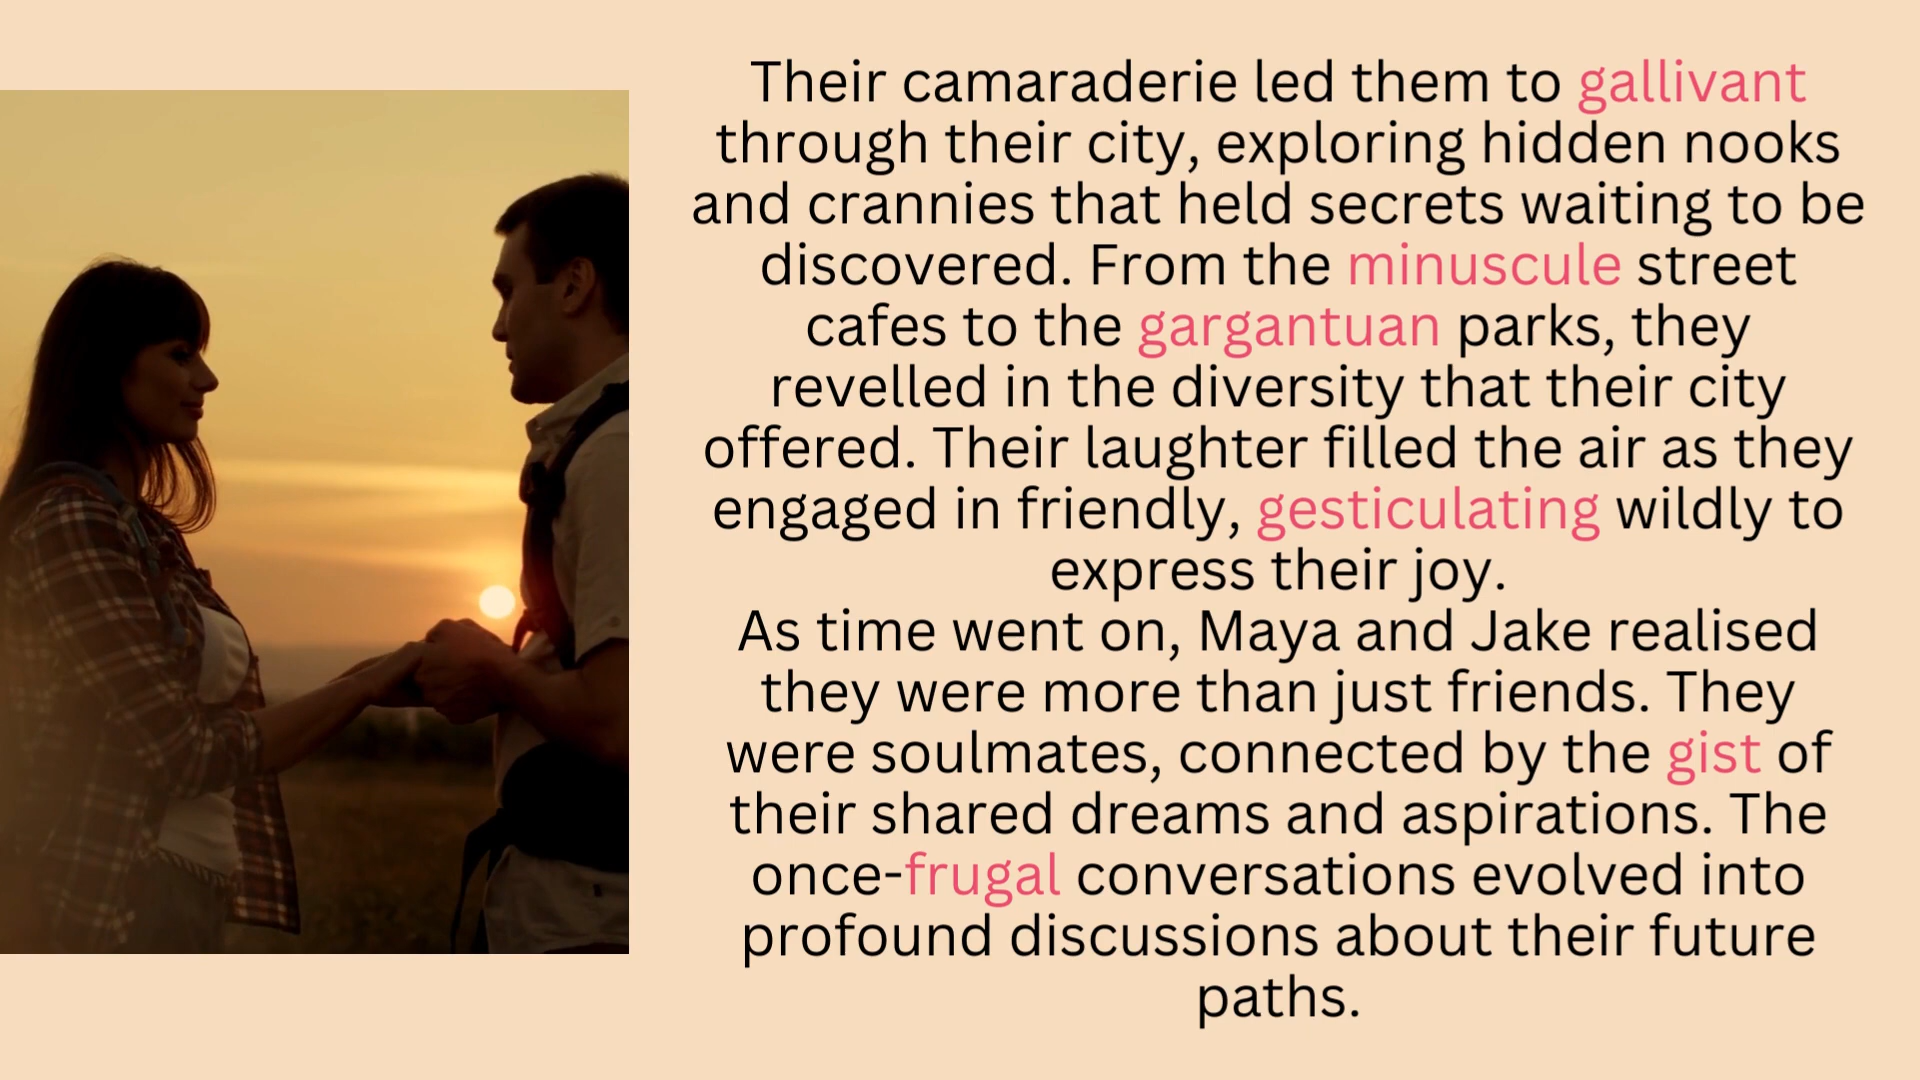 Their camaraderie led them to gallivant
through their city, exploring hidden nooks
and crannies that held secrets waiting to be
discovered. From the minuscule street
cafes to the gargantuan parks, they
revelled in the diversity that their city
offered. Their laughter filled the air as they
engaged in friendly, gesticulating wildly to
express their joy.
As time went on, Maya and Jake realised
they were more than just friends. They
were soulmates, connected by the gist of
their shared dreams and aspirations. The
once-frugal conversations evolved into
profound discussions about their future
paths.